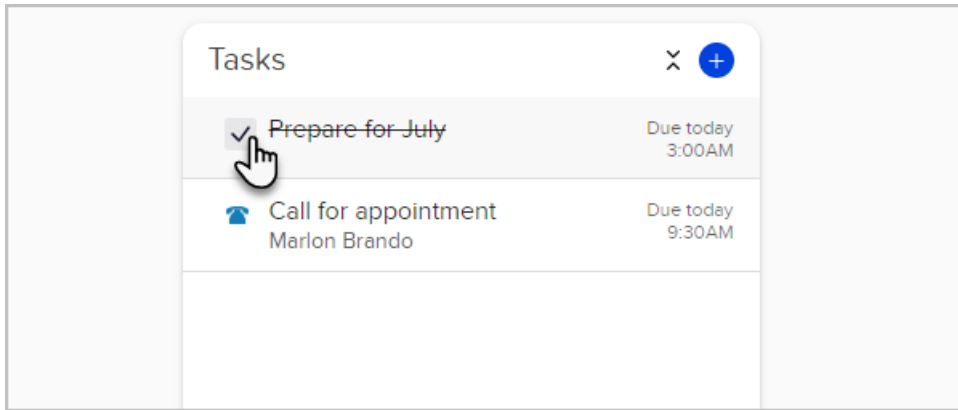 Tasks
Prepare for July
Due today
3:00AM
Call for appointment
Due today
Marlon Brando
9:30AM